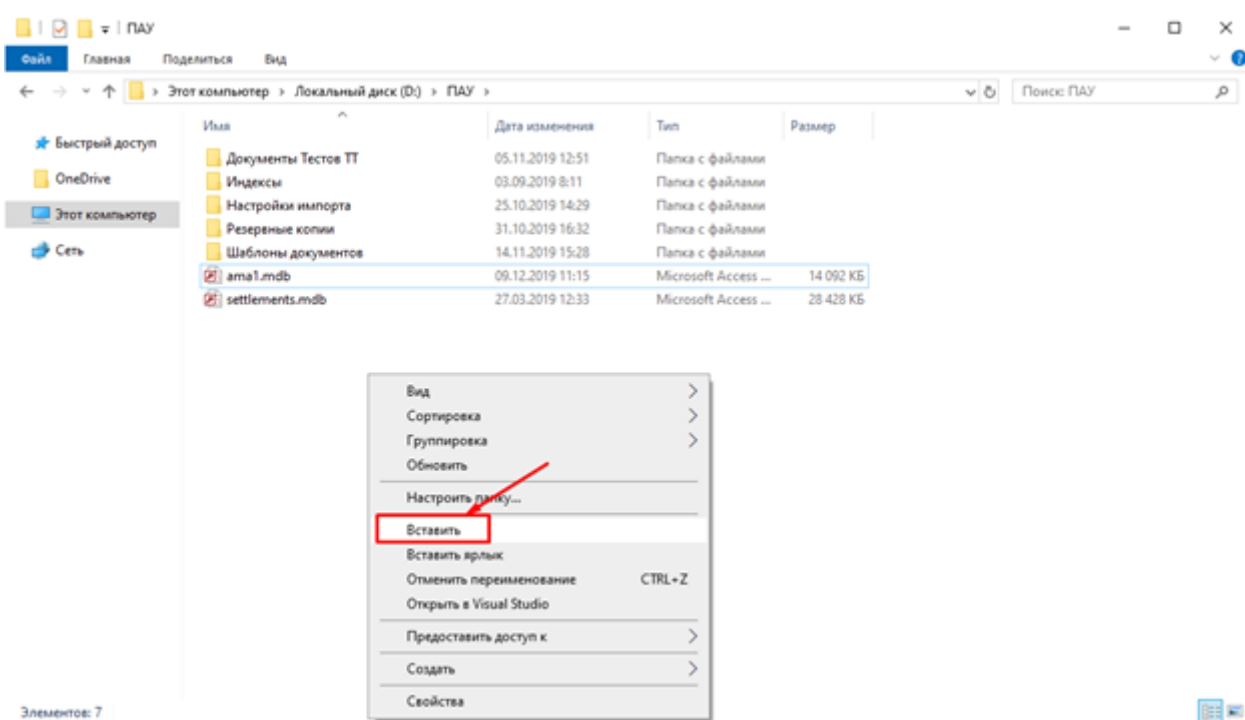 ПАУ
Файл Главная Поделиться Вид
Этот компьютер Локальный диск (D:) ПАУ Поиск: ПАУ
Имя Дата изменения Тип Размер
Быстрый доступ
OneDrive
Этот компьютер
Сеть
Документы Тестов ТТ 05.11.2019 12:51 Папка с файлами
Индексы 03.09.2019 8:11 Папка с файлами
Настройки импорта 25.10.2019 14:29 Папка с файлами
Резервные копии 31.10.2019 16:32 Папка с файлами
Шаблоны документов 14.11.2019 15:28 Папка с файлами
ama1.mdb 09.12.2019 11:15 Microsoft Access ... 14 092 КБ
settlements.mdb 27.03.2019 12:33 Microsoft Access ... 28 428 КБ
Вид
Сортировка
Группировка
Обновить
Настроить папку...
Вставить
Вставить ярлык
Отменить переименование CTRL+Z
Открыть в Visual Studio
Предоставить доступ к
Создать
Свойства
Элементов: 7